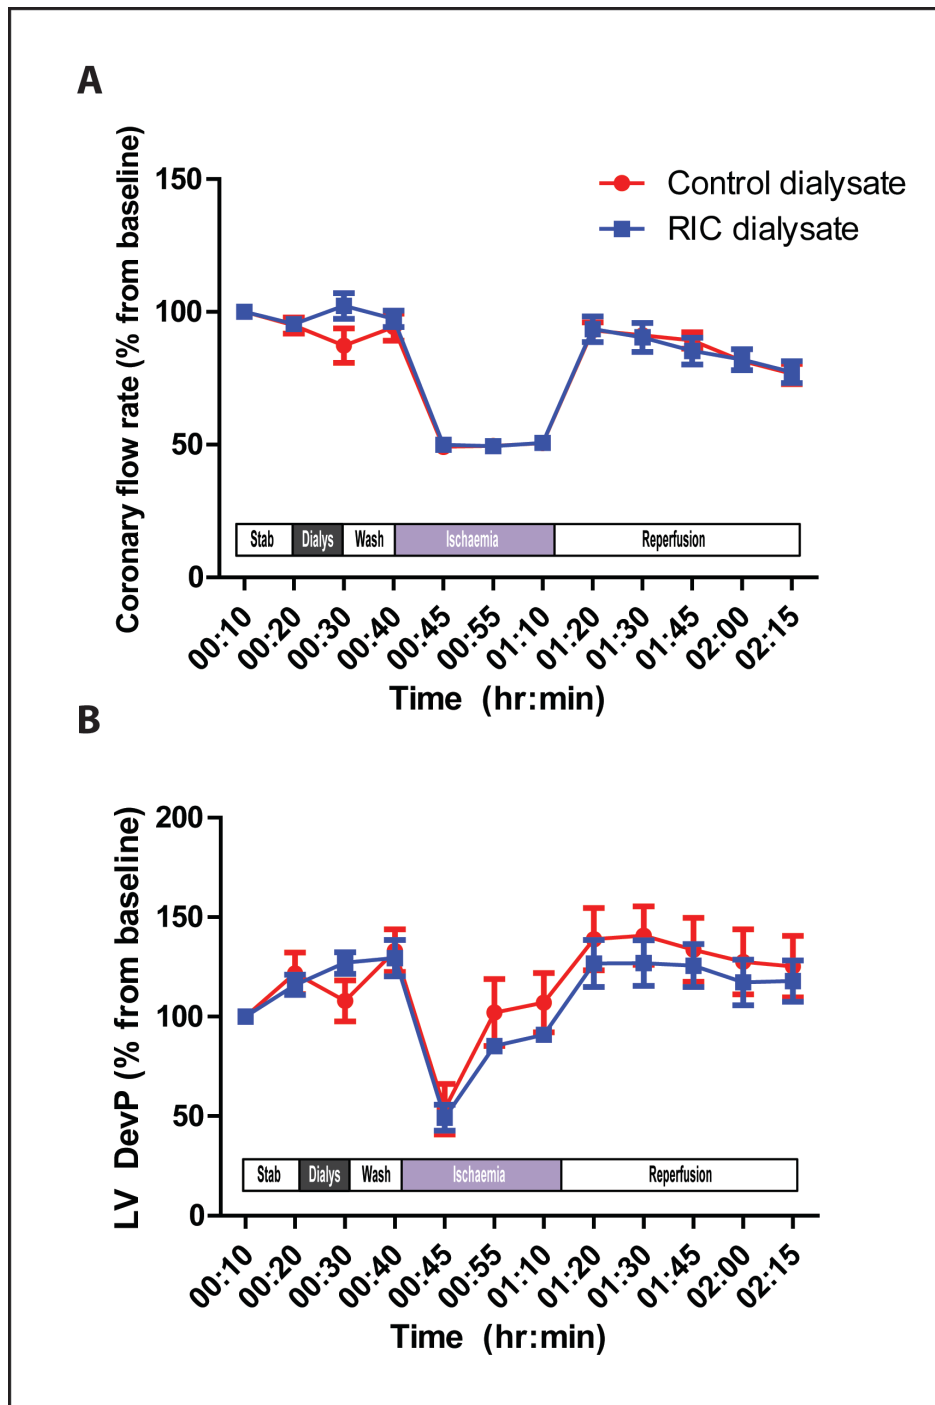 A
Coronary flow rate (% from baseline)
150
100
50
0
Control dialysate
RIC dialysate
Stab Dialys Wash Ischaemia Reperfusion
00:10 00:20 00:30 00:40 00:45 00:55 01:10 01:20 01:30 01:45 02:00 02:15
Time (hr:min)
B
LV DevP (% from baseline)
200
150
100
50
0
Stab Dialys Wash Ischaemia Reperfusion
00:10 00:20 00:30 00:40 00:45 00:55 01:10 01:20 01:30 01:45 02:00 02:15
Time (hr:min)